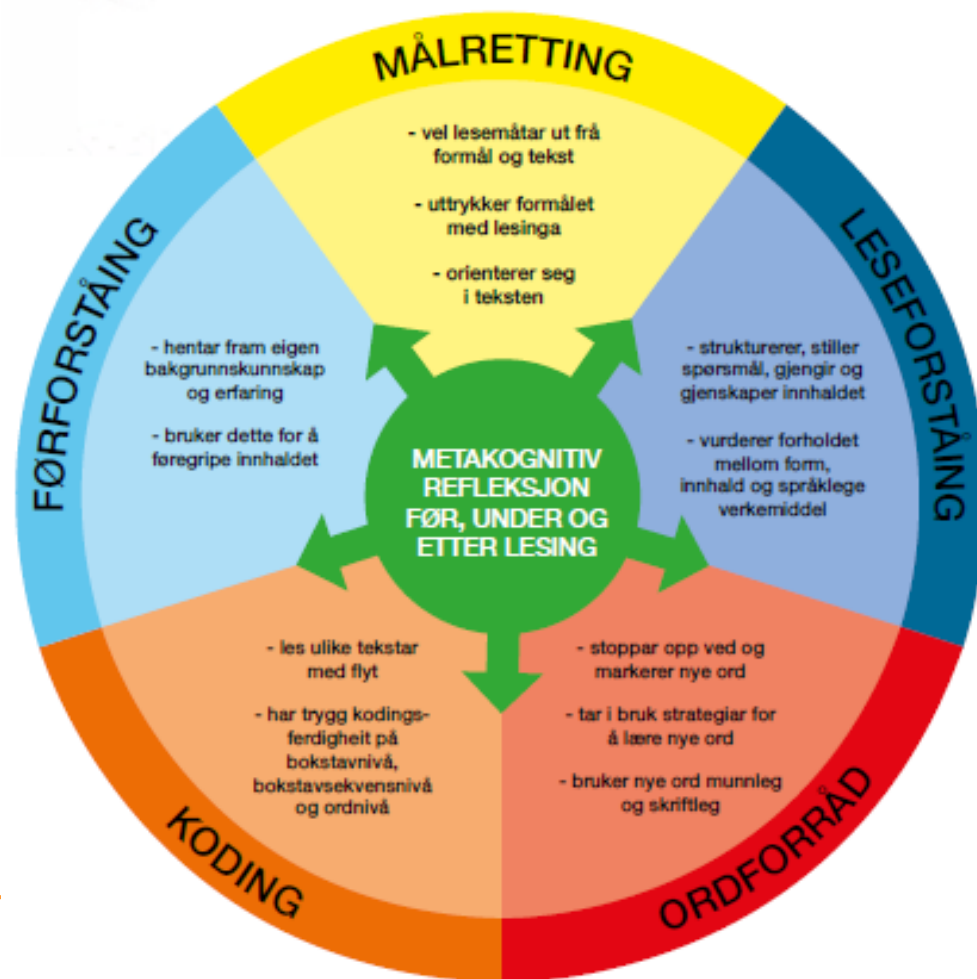 MÅLRETTING
- vel lesemåtar ut frå
formål og tekst
- uttrykker formålet
med lesinga
- orienterer seg
i teksten
LESEFORSTÅING
- strukturerer, stiller
spørsmål, gjengir og
gjenskaper innhaldet
- vurderer forholdet
mellom form,
innhald og språklege
verkemiddel
ORDFORRÅD
- stoppar opp ved og
markerer nye ord
- tar i bruk strategiar for
å lære nye ord
- bruker nye ord munnleg
og skriftleg
KODING
- les ulike tekstar
med flyt
- har trygg kodings-
ferdigheit på
bokstavnivå,
bokstavsekvensnivå
og ordnivå
FØRFORSTÅING
- hentar fram eigen
bakgrunnskunnskap
og erfaring
- bruker dette for å
føregripe innhaldet
METAKOGNITIV
REFLEKSJON
FØR, UNDER OG
ETTER LESING